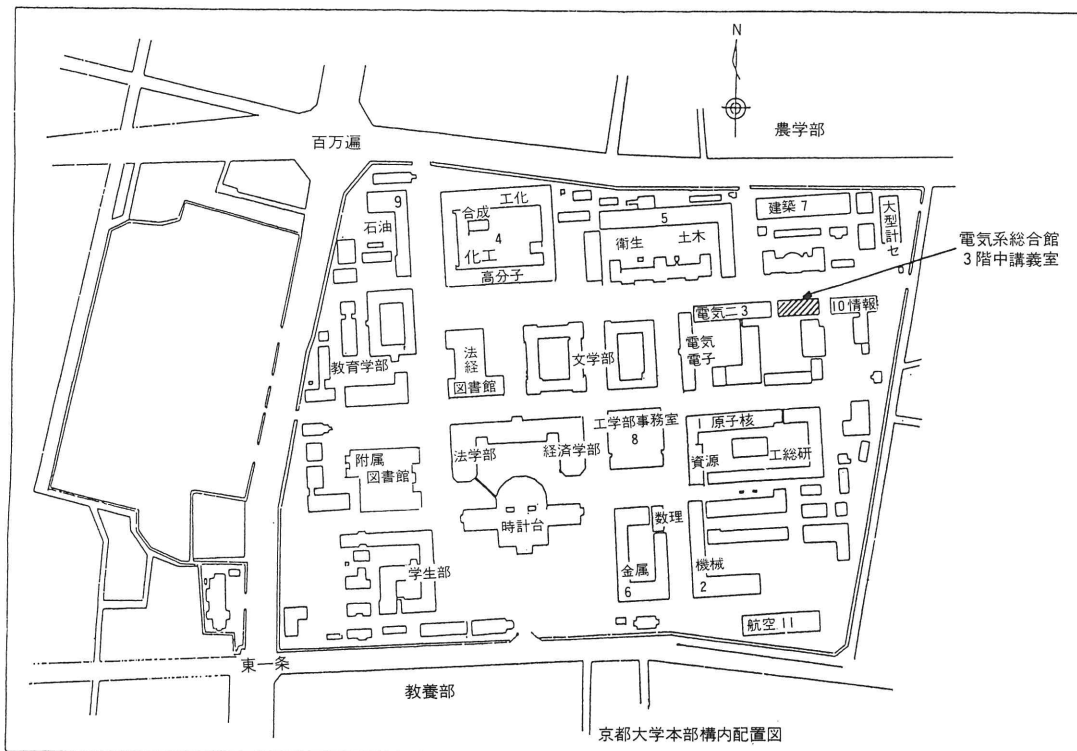 N
農学部
百万遍
9
石油
工化
合成
4
化工
高分子
5
衛生
土木
建築 7
大型計セ
電気系総合館
3階中講義室
電気二 3
10 情報
電気
電子
教育学部
法経
図書館
文学部
工学部事務室
8
1 原子核
資源
工総研
法学部
経済学部
附属
図書館
時計台
数理
金属
6
機械
2
学生部
航空 11
東一条
教養部
京都大学本部構内配置図